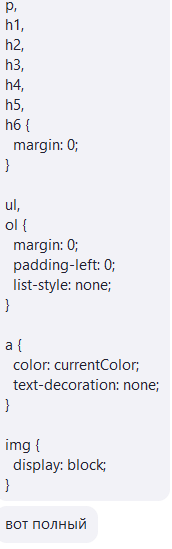 p,
h1,
h2,
h3,
h4,
h5,
h6 {
  margin: 0;
}

ul,
ol {
  margin: 0;
  padding-left: 0;
  list-style: none;
}

a {
  color: currentColor;
  text-decoration: none;
}

img {
  display: block;
}
вот полный